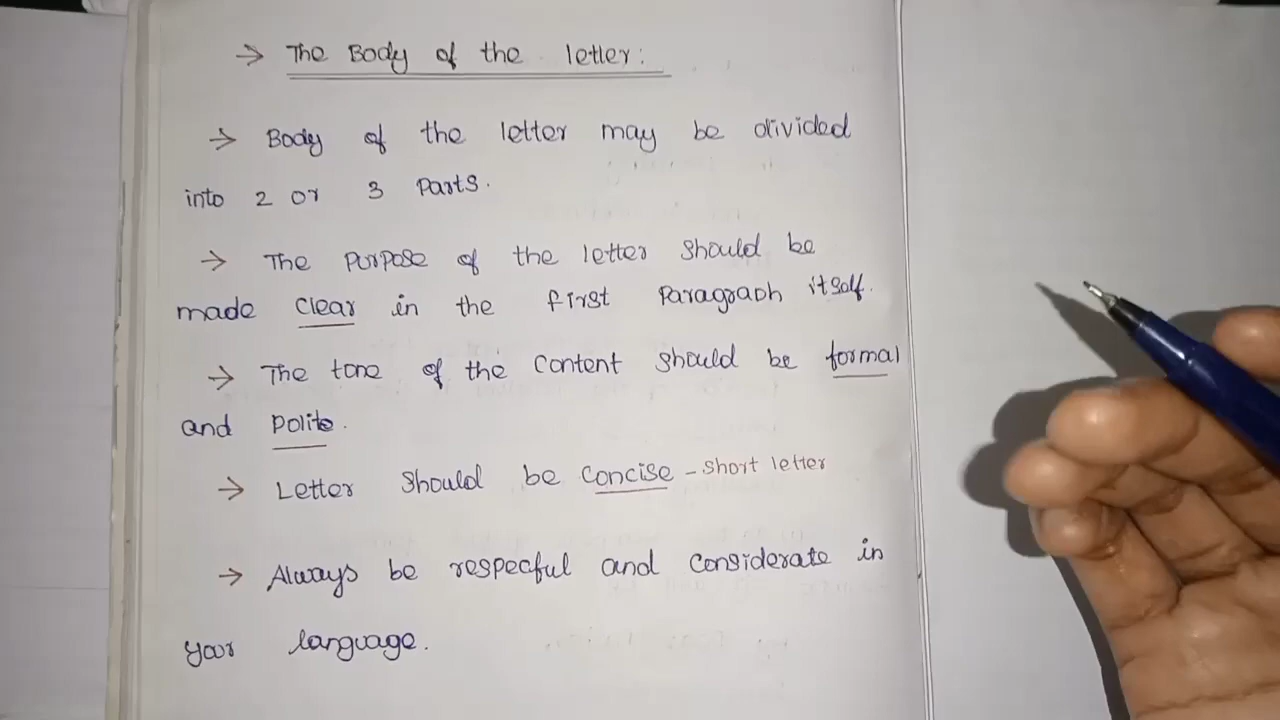 → The Body of the letter:
→ Body of the letter may be divided
into 2 or 3 Parts.
→ The Purpose of the letter should be
made clear in the first Paragraph itself.
→ The tone of the content should be formal
and Polite.
→ Letter should be concise - short letter
→ Always be respecful and considerate in
your language.